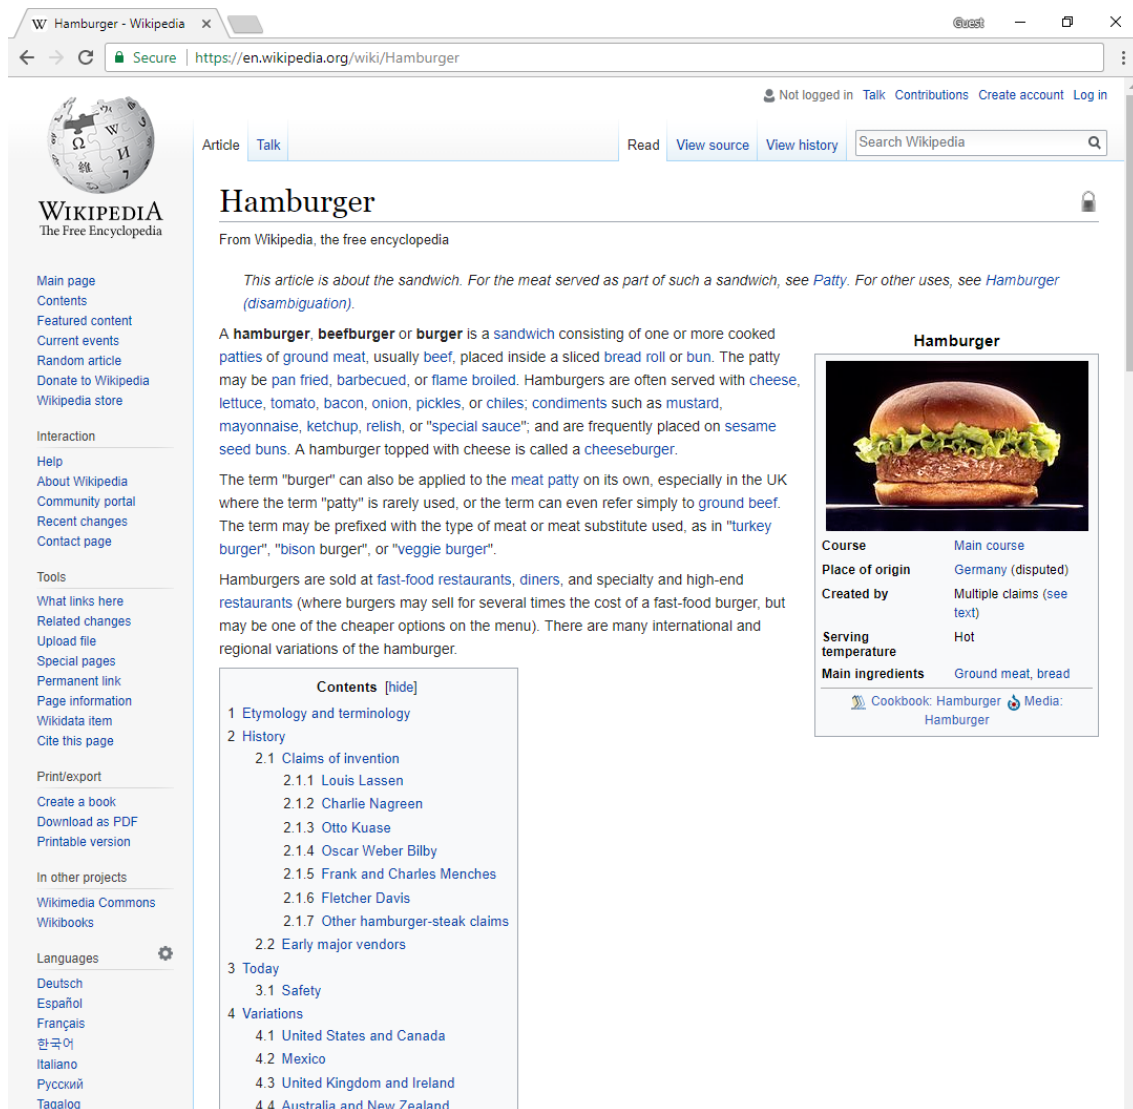 Hamburger - Wikipedia
Guest
Secure | https://en.wikipedia.org/wiki/Hamburger
Not logged in Talk Contributions Create account Log in
Article Talk Read View source View history Search Wikipedia
WIKIPEDIA
The Free Encyclopedia
Main page
Contents
Featured content
Current events
Random article
Donate to Wikipedia
Wikipedia store
Interaction
Help
About Wikipedia
Community portal
Recent changes
Contact page
Tools
What links here
Related changes
Upload file
Special pages
Permanent link
Page information
Wikidata item
Cite this page
Print/export
Create a book
Download as PDF
Printable version
In other projects
Wikimedia Commons
Wikibooks
Languages
Deutsch
Español
Français
한국어
Italiano
Русский
Tagalog
Hamburger
From Wikipedia, the free encyclopedia
This article is about the sandwich. For the meat served as part of such a sandwich, see Patty. For other uses, see Hamburger
(disambiguation).
A hamburger, beefburger or burger is a sandwich consisting of one or more cooked
patties of ground meat, usually beef, placed inside a sliced bread roll or bun. The patty
may be pan fried, barbecued, or flame broiled. Hamburgers are often served with cheese,
lettuce, tomato, bacon, onion, pickles, or chiles; condiments such as mustard,
mayonnaise, ketchup, relish, or "special sauce"; and are frequently placed on sesame
seed buns. A hamburger topped with cheese is called a cheeseburger.
The term "burger" can also be applied to the meat patty on its own, especially in the UK
where the term "patty" is rarely used, or the term can even refer simply to ground beef.
The term may be prefixed with the type of meat or meat substitute used, as in "turkey
burger", "bison burger", or "veggie burger".
Hamburgers are sold at fast-food restaurants, diners, and specialty and high-end
restaurants (where burgers may sell for several times the cost of a fast-food burger, but
may be one of the cheaper options on the menu). There are many international and
regional variations of the hamburger.
Hamburger
Course Main course
Place of origin Germany (disputed)
Created by Multiple claims (see
text)
Serving
temperature Hot
Main ingredients Ground meat, bread
Cookbook: Hamburger Media:
Hamburger
Contents [hide]
1 Etymology and terminology
2 History
2.1 Claims of invention
2.1.1 Louis Lassen
2.1.2 Charlie Nagreen
2.1.3 Otto Kuase
2.1.4 Oscar Weber Bilby
2.1.5 Frank and Charles Menches
2.1.6 Fletcher Davis
2.1.7 Other hamburger-steak claims
2.2 Early major vendors
3 Today
3.1 Safety
4 Variations
4.1 United States and Canada
4.2 Mexico
4.3 United Kingdom and Ireland
4.4 Australia and New Zealand